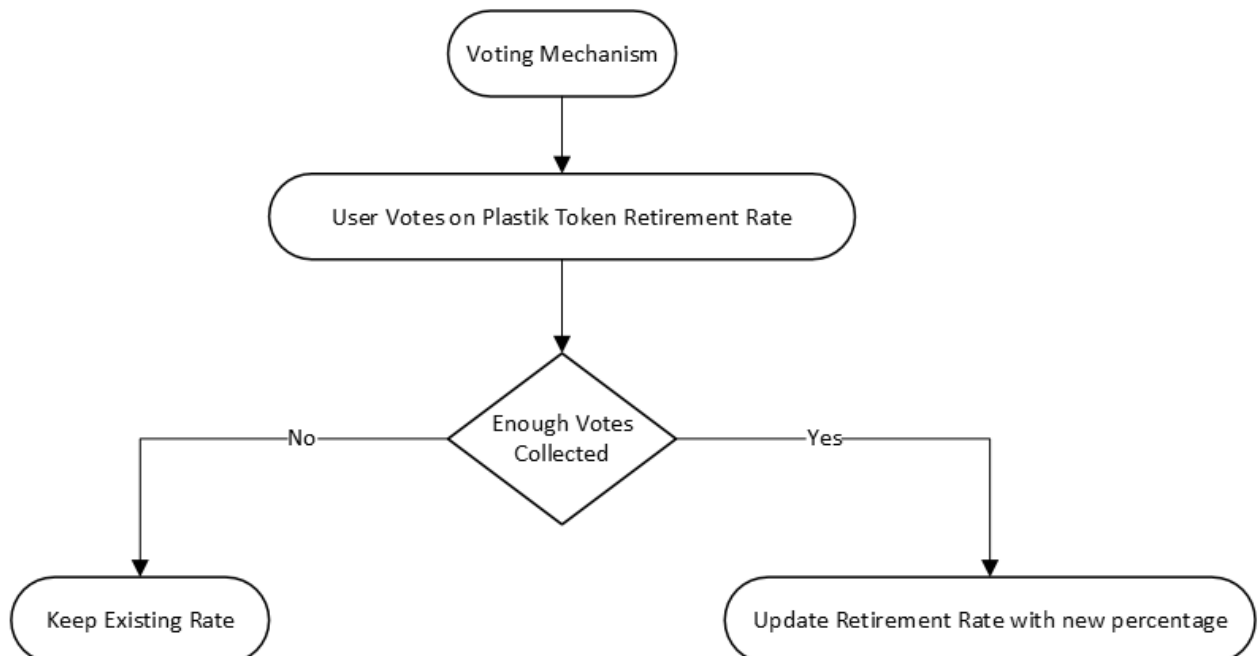 Voting Mechanism
User Votes on Plastik Token Retirement Rate
Enough Votes
Collected
No
Yes
Keep Existing Rate
Update Retirement Rate with new percentage